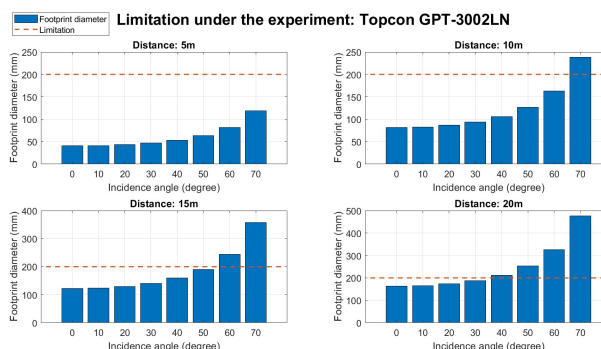 Limitation under the experiment: Topcon GPT-3002LN
Footprint diameter
Limitation
Distance: 5m
250
200
150
100
50
0
Footprint diameter (mm)
0 10 20 30 40 50 60 70
Incidence angle (degree)
Distance: 10m
250
200
150
100
50
0
Footprint diameter (mm)
0 10 20 30 40 50 60 70
Incidence angle (degree)
Distance: 15m
400
300
200
100
0
Footprint diameter (mm)
0 10 20 30 40 50 60 70
Incidence angle (degree)
Distance: 20m
500
400
300
200
100
0
Footprint diameter (mm)
0 10 20 30 40 50 60 70
Incidence angle (degree)